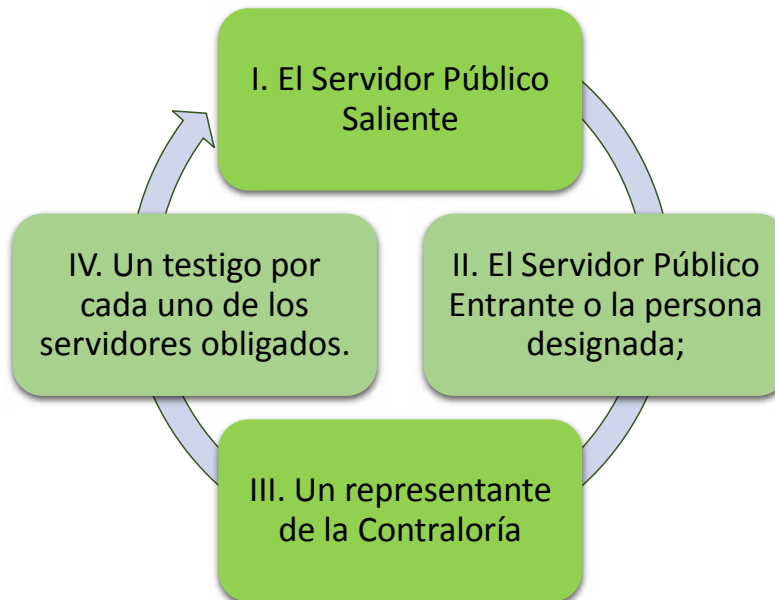 I. El Servidor Público
Saliente
II. El Servidor Público
Entrante o la persona
designada;
III. Un representante
de la Contraloría
IV. Un testigo por
cada uno de los
servidores obligados.